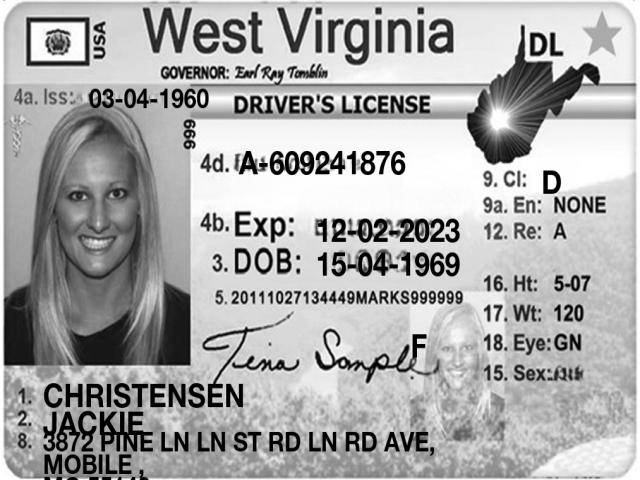 West Virginia
USA
DL
GOVERNOR: Earl Ray Tomblin
4a. Iss: 03-04-1960
DRIVER'S LICENSE
999
4d. A-609241876
9. Cl: D
9a. En: NONE
4b. Exp: 12-02-2023
12. Re: A
3. DOB: 15-04-1969
16. Ht: 5-07
5. 20111027134449MARKS999999
17. Wt: 120
Tina Sample
F
18. Eye: GN
15. Sex:
1. CHRISTENSEN
2. JACKIE
8. 3872 PINE LN LN ST RD LN RD AVE,
MOBILE ,